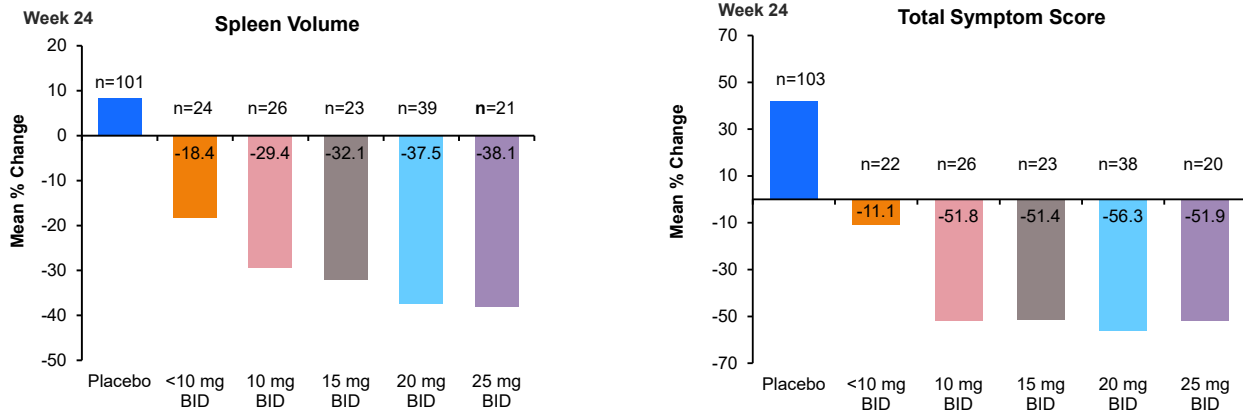 Week 24
Spleen Volume
Mean % Change
20
10
0
-10
-20
-30
-40
-50
n=101
n=24
n=26
n=23
n=39
n=21
-18.4
-29.4
-32.1
-37.5
-38.1
Placebo
<10 mg
BID
10 mg
BID
15 mg
BID
20 mg
BID
25 mg
BID
Week 24
Total Symptom Score
Mean % Change
70
50
30
10
-10
-30
-50
-70
n=103
n=22
n=26
n=23
n=38
n=20
-11.1
-51.8
-51.4
-56.3
-51.9
Placebo
<10 mg
BID
10 mg
BID
15 mg
BID
20 mg
BID
25 mg
BID